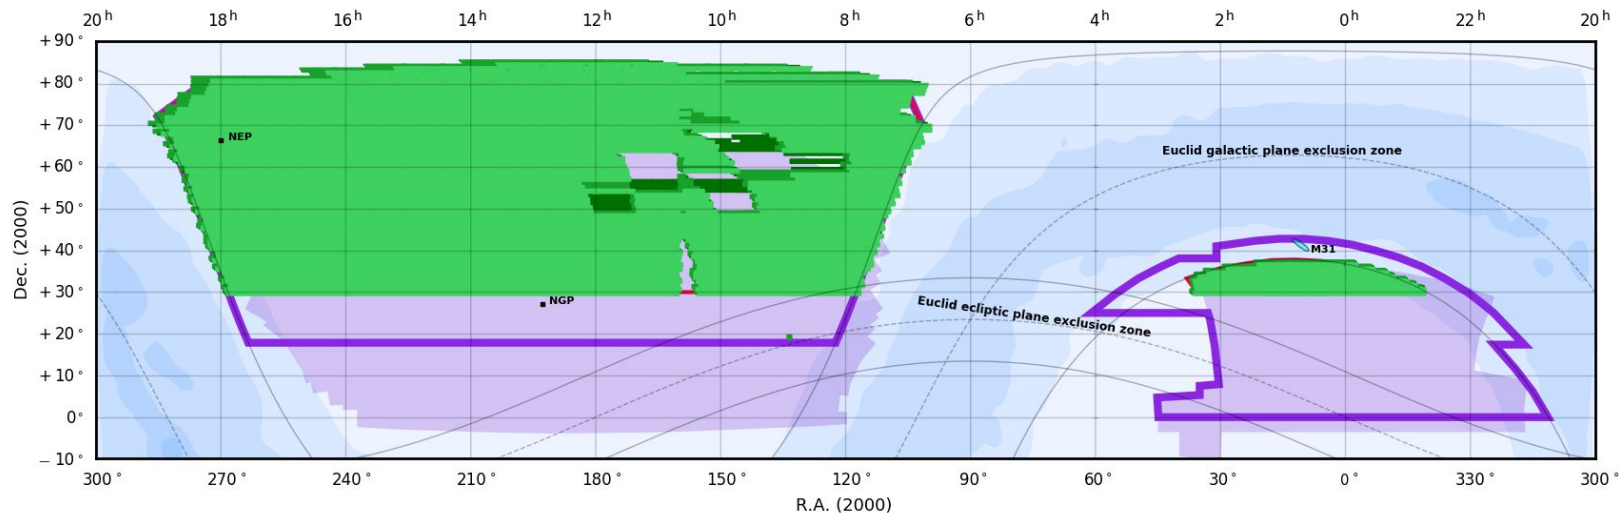 20h 18h 16h 14h 12h 10h 8h 6h 4h 2h 0h 22h 20h
+90°
+80°
+70°
+60°
+50°
+40°
+30°
+20°
+10°
0°
−10°
Dec. (2000)
NEP
NGP
Euclid galactic plane exclusion zone
M31
Euclid ecliptic plane exclusion zone
300° 270° 240° 210° 180° 150° 120° 90° 60° 30° 0° 330° 300°
R.A. (2000)